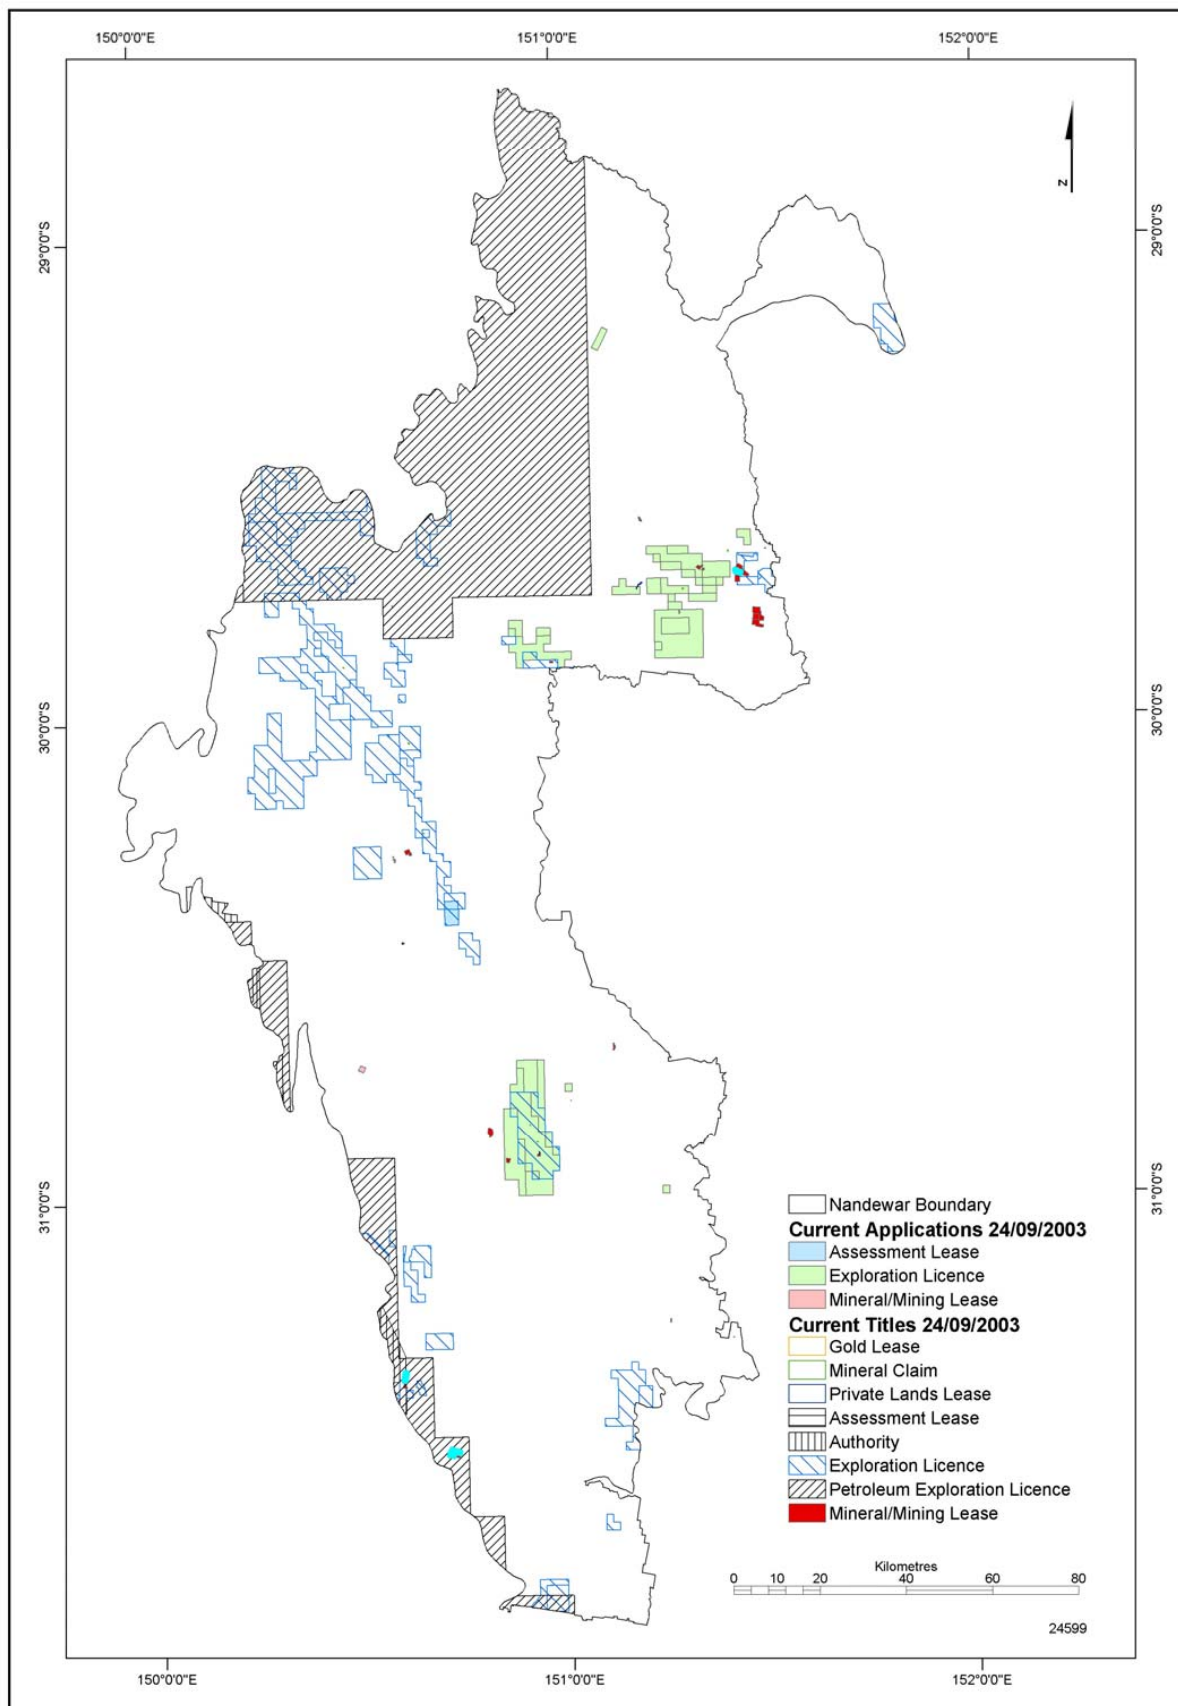 150°0'0"E 151°0'0"E 152°0'0"E
N
29°0'0"S 29°0'0"S
30°0'0"S 30°0'0"S
31°0'0"S 31°0'0"S
Nandewar Boundary
Current Applications 24/09/2003
Assessment Lease
Exploration Licence
Mineral/Mining Lease
Current Titles 24/09/2003
Gold Lease
Mineral Claim
Private Lands Lease
Assessment Lease
Authority
Exploration Licence
Petroleum Exploration Licence
Mineral/Mining Lease
Kilometres
0 10 20 40 60 80
24599
150°0'0"E 151°0'0"E 152°0'0"E